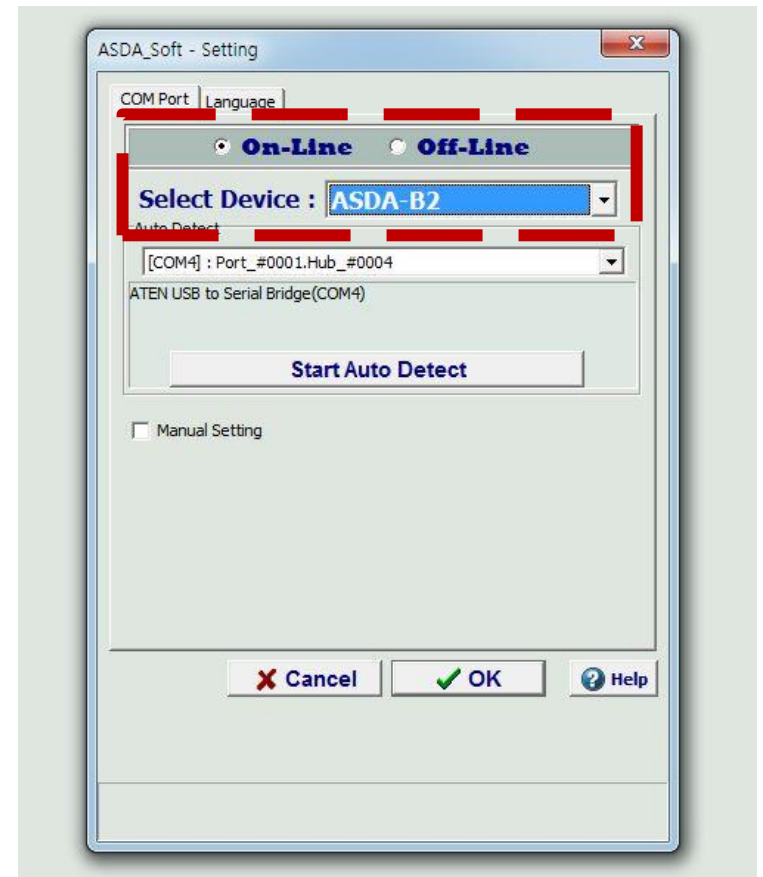 ASDA_Soft - Setting
COM Port Language
On-Line Off-Line
Select Device : ASDA-B2
Auto Detect
[COM4] : Port_#0001.Hub_#0004
ATEN USB to Serial Bridge(COM4)
Start Auto Detect
Manual Setting
Cancel OK Help